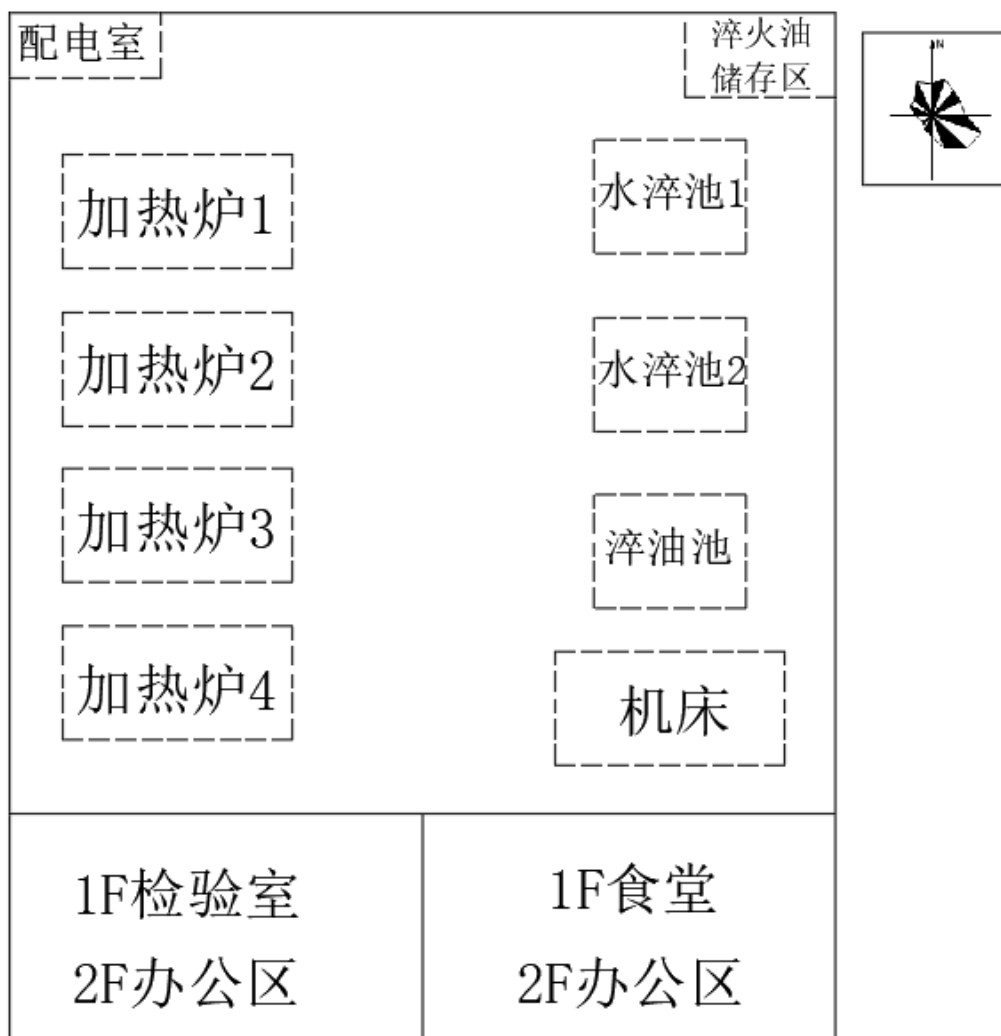 配电室
淬火油
储存区
N
加热炉1
水淬池1
加热炉2
水淬池2
加热炉3
淬油池
加热炉4
机床
1F检验室
2F办公区
1F食堂
2F办公区